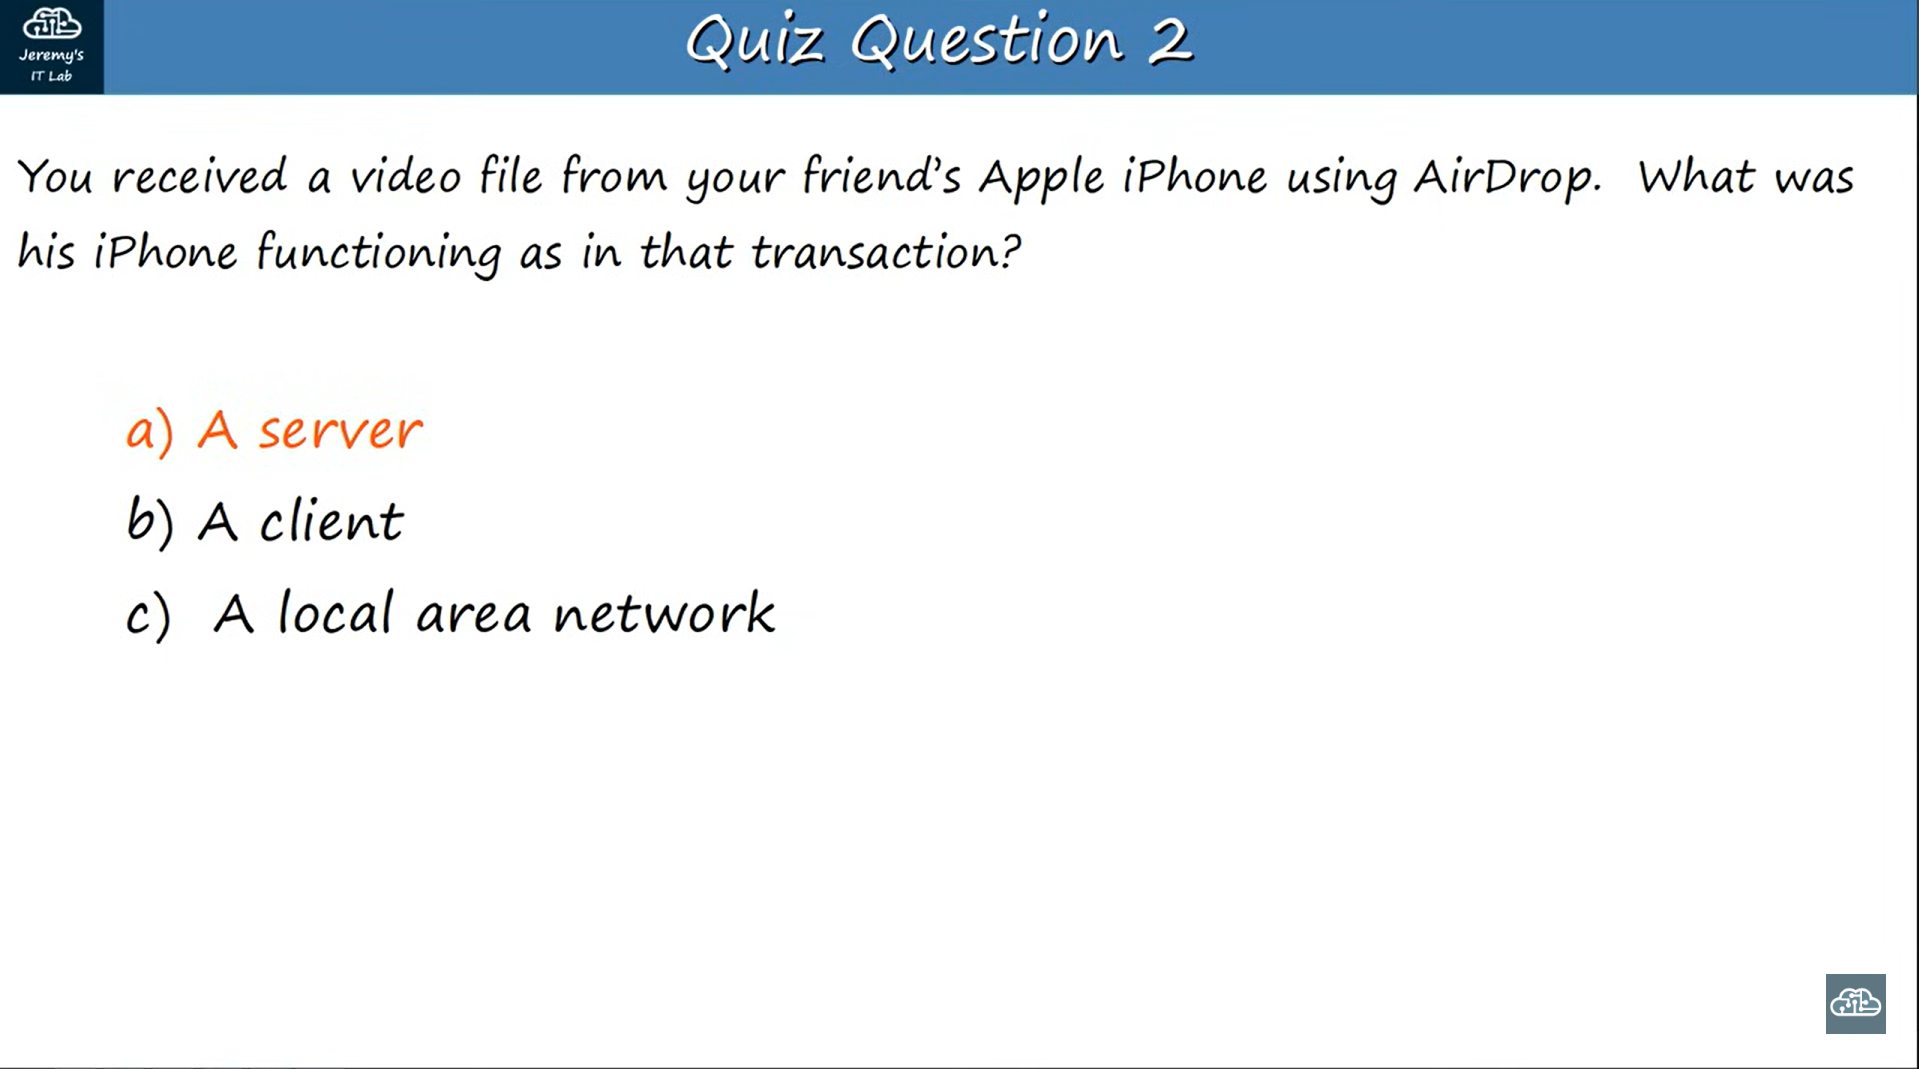 Jeremy's
IT Lab
Quiz Question 2
You received a video file from your friend's Apple iPhone using AirDrop.  What was
his iPhone functioning as in that transaction?
a) A server
b) A client
c) A local area network